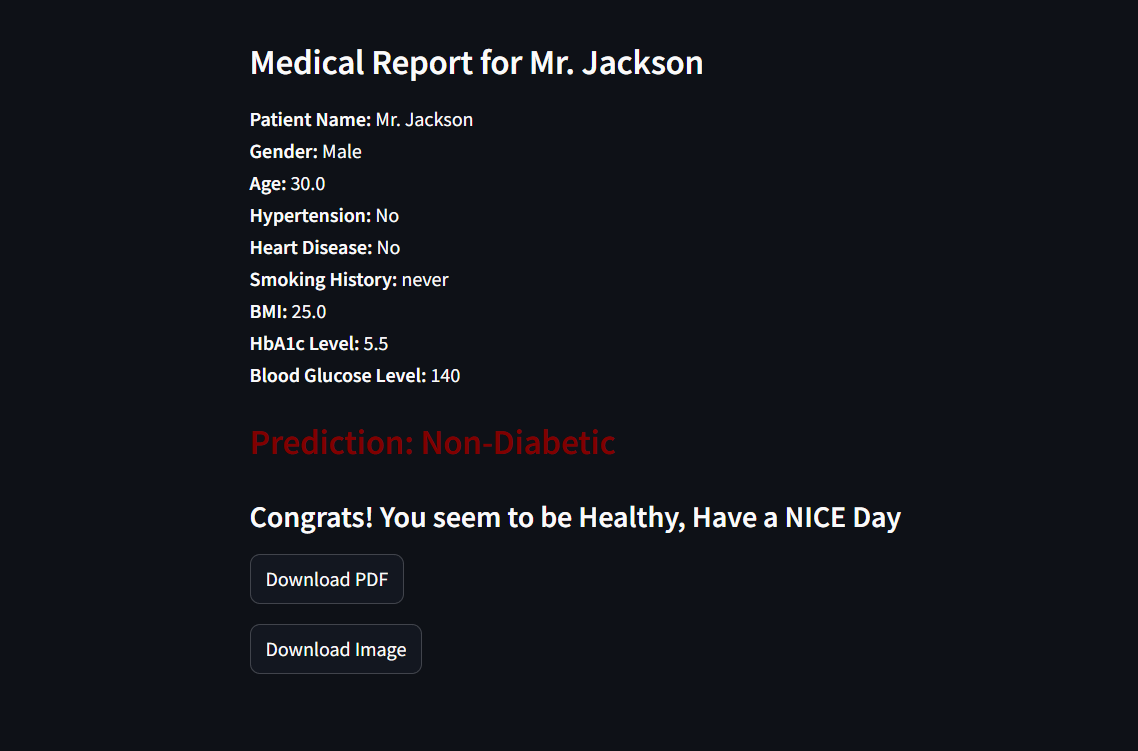 Medical Report for Mr. Jackson
Patient Name: Mr. Jackson
Gender: Male
Age: 30.0
Hypertension: No
Heart Disease: No
Smoking History: never
BMI: 25.0
HbA1c Level: 5.5
Blood Glucose Level: 140
Prediction: Non-Diabetic
Congrats! You seem to be Healthy, Have a NICE Day
Download PDF
Download Image